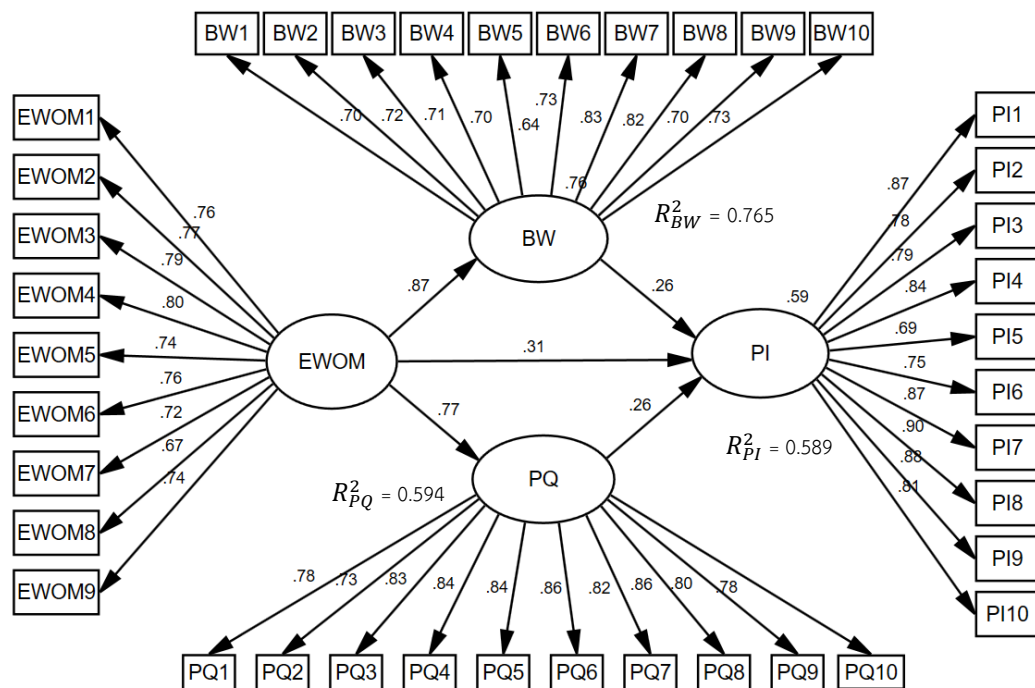 BW1 BW2 BW3 BW4 BW5 BW6 BW7 BW8 BW9 BW10
.70 .72 .71 .70 .64 .73 .83 .82 .70 .73
.76
BW
R²BW = 0.765
EWOM1
EWOM2
EWOM3
EWOM4
EWOM5
EWOM6
EWOM7
EWOM8
EWOM9
.76
.77
.79
.80
.74
.76
.72
.67
.74
EWOM
.87
.31
.77
.26
.26
.59
PI
R²PI = 0.589
.87
.78
.79
.84
.69
.75
.87
.90
.88
.81
PI1
PI2
PI3
PI4
PI5
PI6
PI7
PI8
PI9
PI10
PQ
R²PQ = 0.594
.78 .73 .83 .84 .84 .86 .82 .86 .80 .78
PQ1 PQ2 PQ3 PQ4 PQ5 PQ6 PQ7 PQ8 PQ9 PQ10